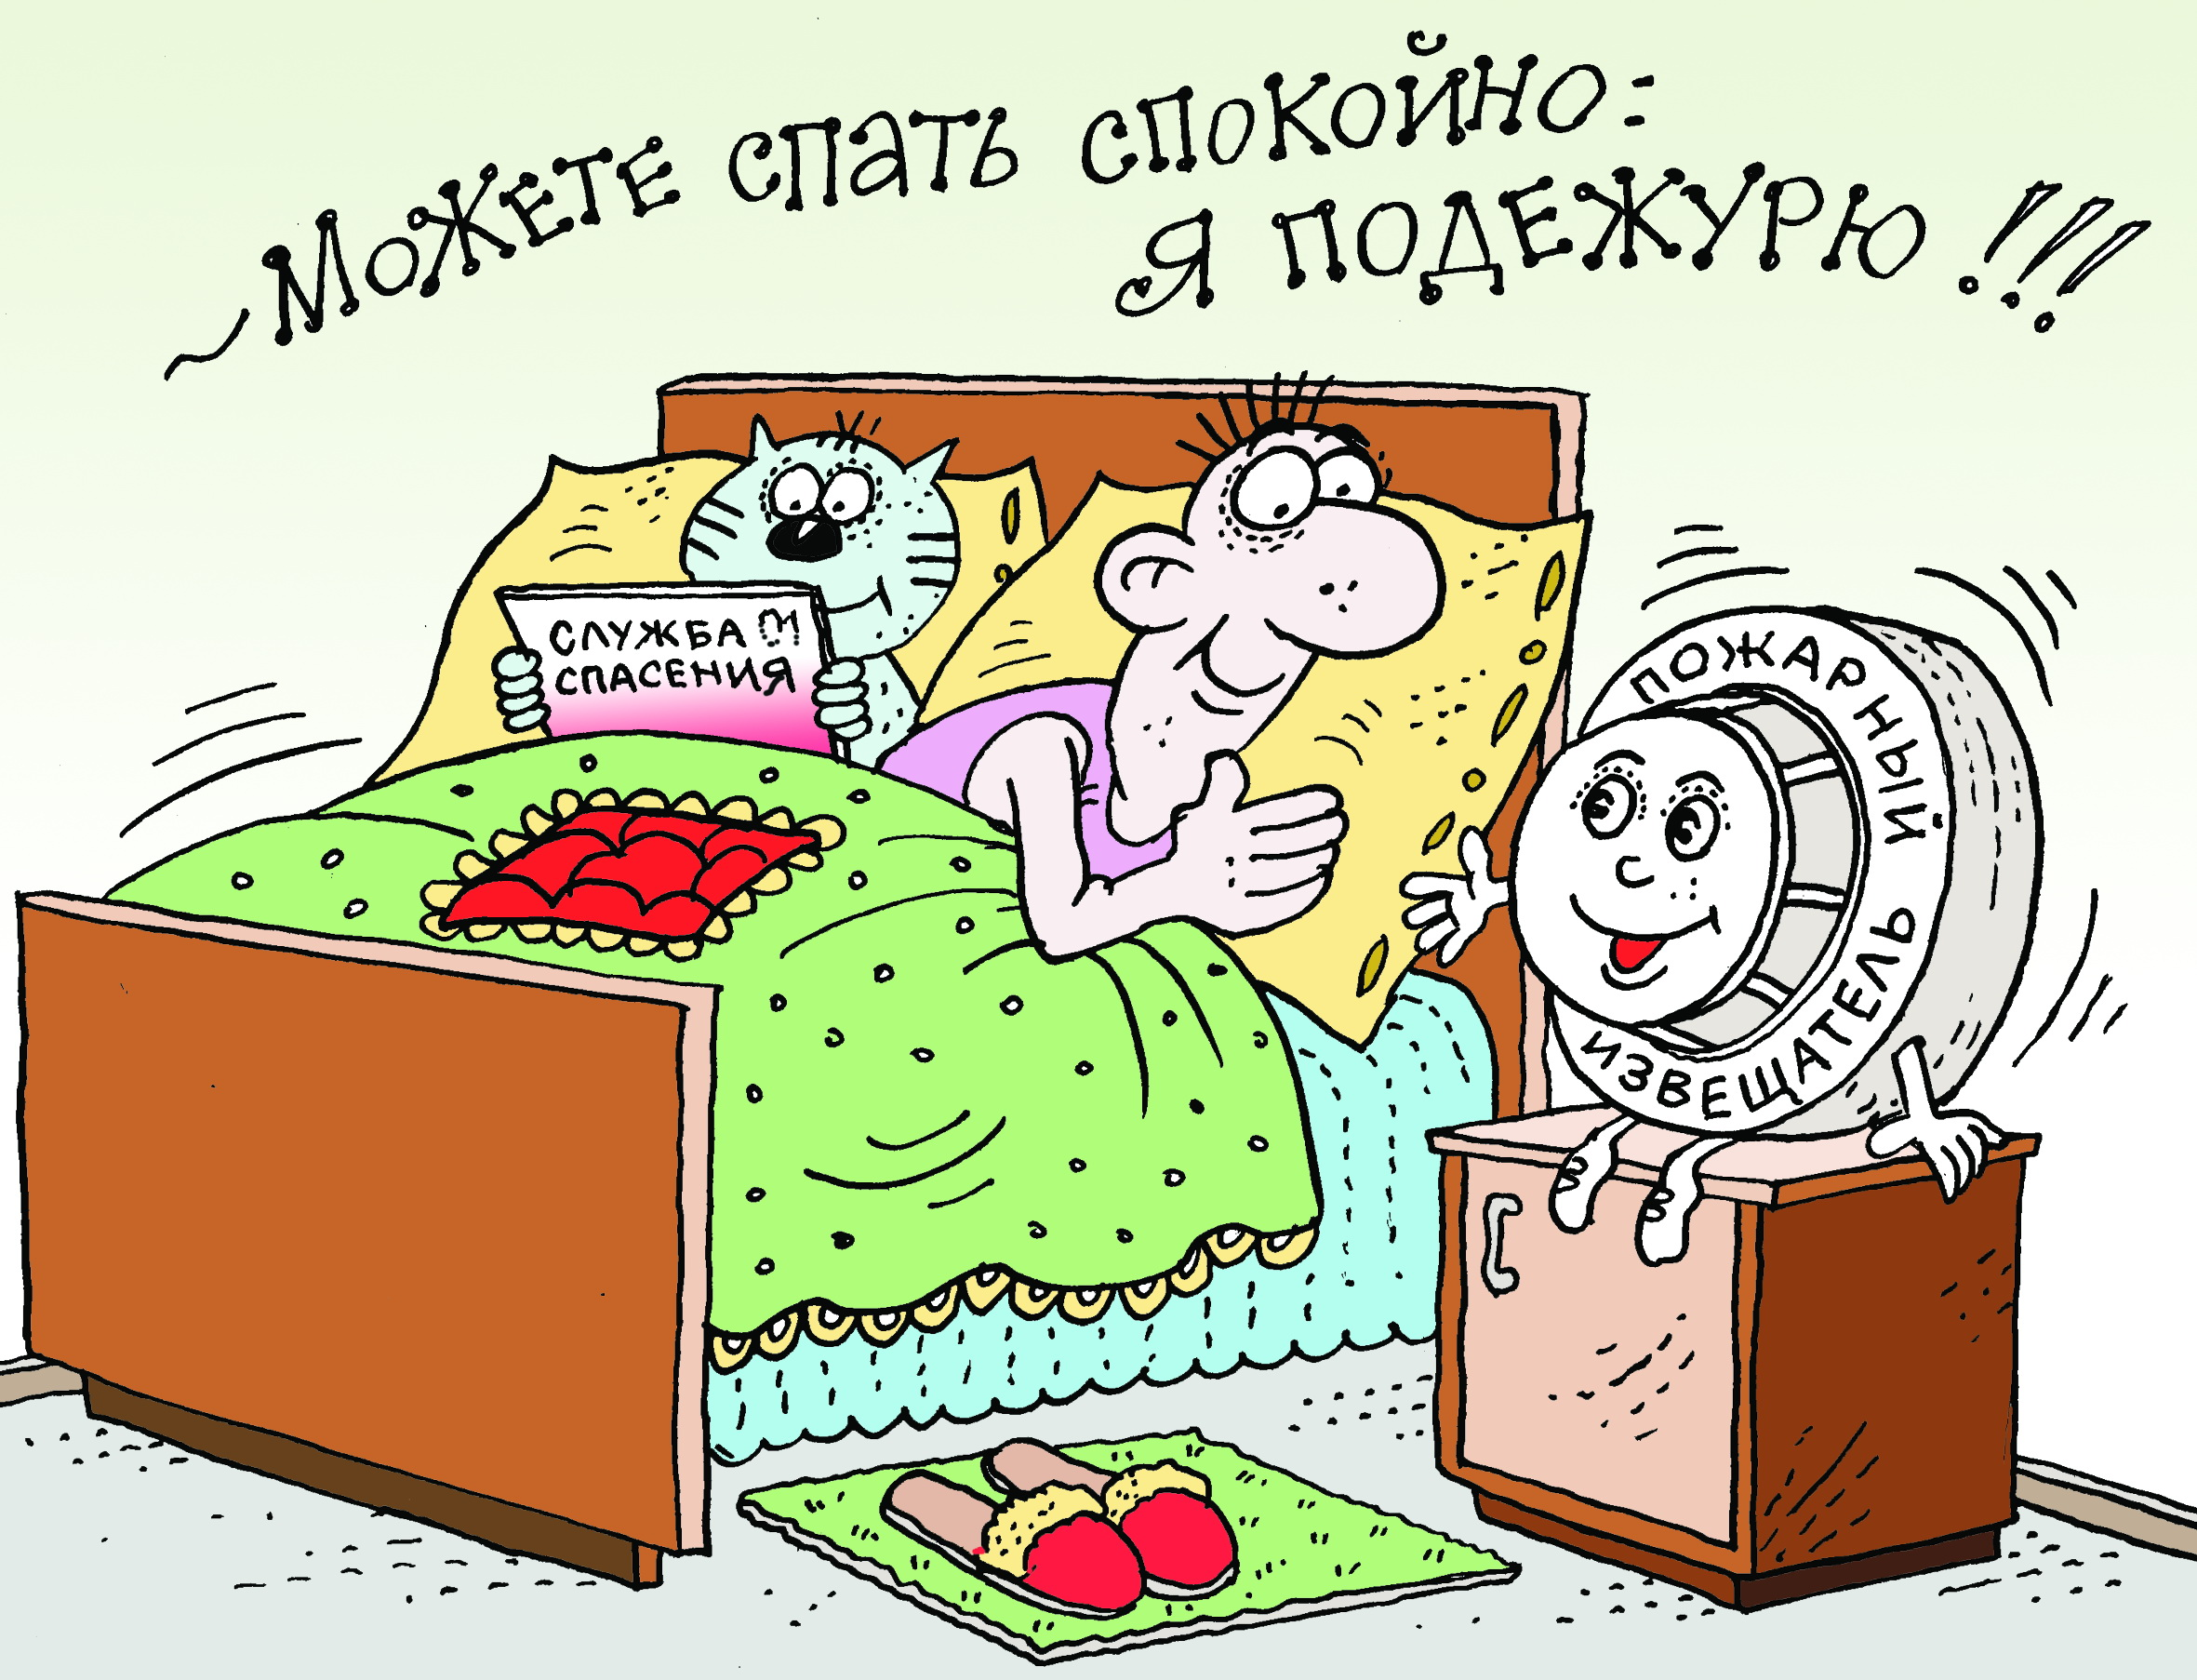 – Можете спать спокойно:
я подежурю!!!
СЛУЖБА
СПАСЕНИЯ
ПОЖАРНЫЙ
ИЗВЕЩАТЕЛЬ